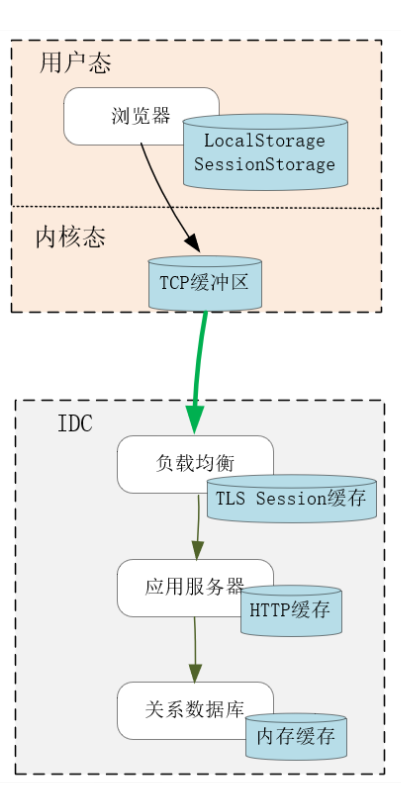 用户态
浏览器
LocalStorage
SessionStorage
内核态
TCP缓冲区
IDC
负载均衡
TLS Session缓存
应用服务器
HTTP缓存
关系数据库
内存缓存